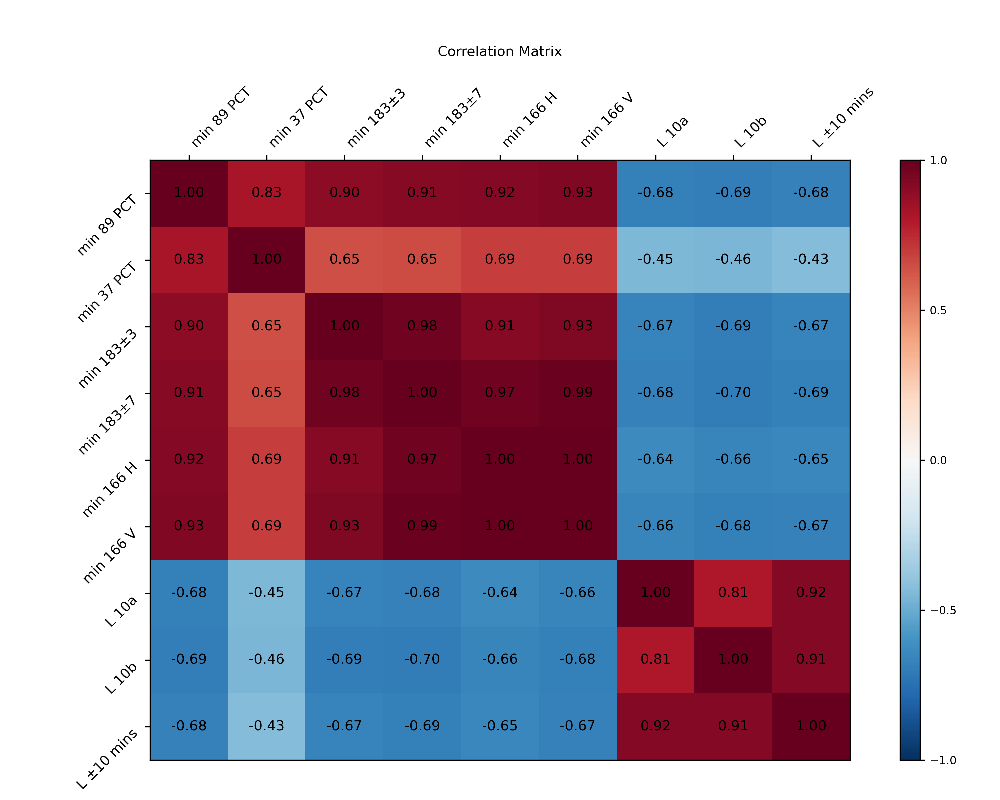 Correlation Matrix
min 89 PCT
min 37 PCT
min 183±3
min 183±7
min 166 H
min 166 V
L 10a
L 10b
L ±10 mins
min 89 PCT 1.00 0.83 0.90 0.91 0.92 0.93 -0.68 -0.69 -0.68
min 37 PCT 0.83 1.00 0.65 0.65 0.69 0.69 -0.45 -0.46 -0.43
min 183±3 0.90 0.65 1.00 0.98 0.91 0.93 -0.67 -0.69 -0.67
min 183±7 0.91 0.65 0.98 1.00 0.97 0.99 -0.68 -0.70 -0.69
min 166 H 0.92 0.69 0.91 0.97 1.00 1.00 -0.64 -0.66 -0.65
min 166 V 0.93 0.69 0.93 0.99 1.00 1.00 -0.66 -0.68 -0.67
L 10a -0.68 -0.45 -0.67 -0.68 -0.64 -0.66 1.00 0.81 0.92
L 10b -0.69 -0.46 -0.69 -0.70 -0.66 -0.68 0.81 1.00 0.91
L ±10 mins -0.68 -0.43 -0.67 -0.69 -0.65 -0.67 0.92 0.91 1.00
1.0
0.5
0.0
−0.5
−1.0